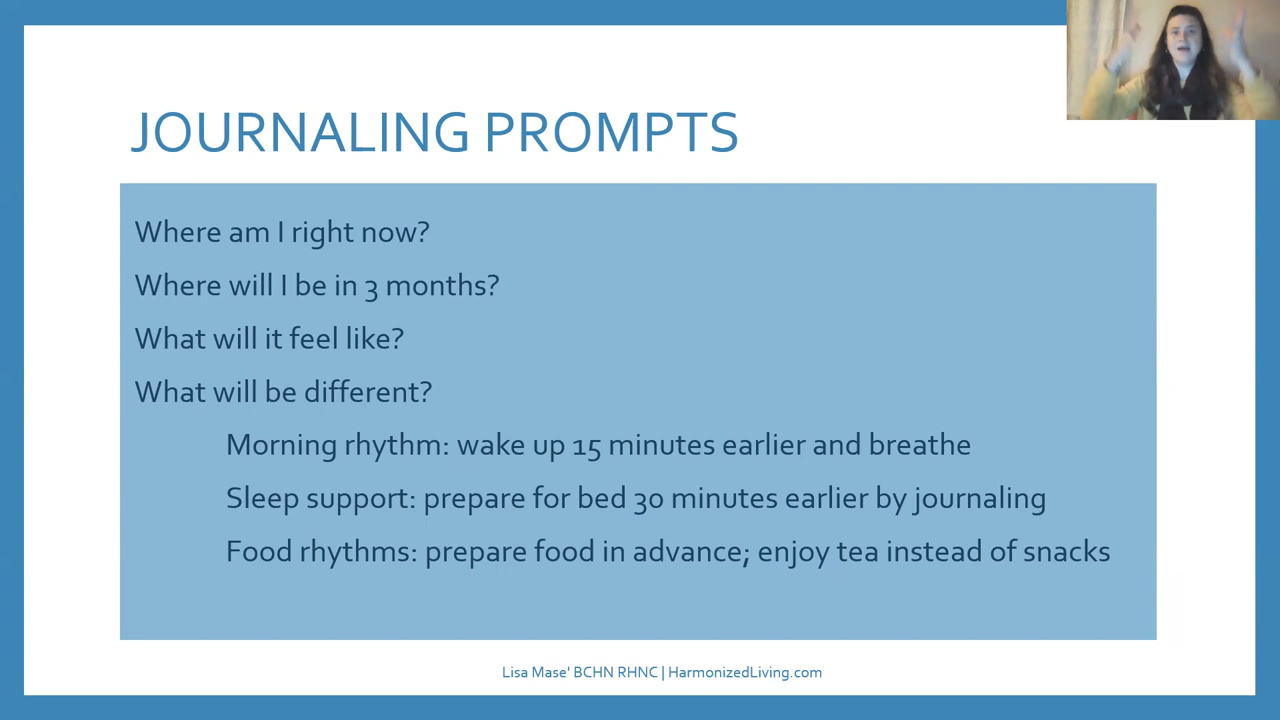 JOURNALING PROMPTS
Where am I right now?
Where will I be in 3 months?
What will it feel like?
What will be different?
Morning rhythm: wake up 15 minutes earlier and breathe
Sleep support: prepare for bed 30 minutes earlier by journaling
Food rhythms: prepare food in advance; enjoy tea instead of snacks
Lisa Mase' BCHN RHNC | HarmonizedLiving.com